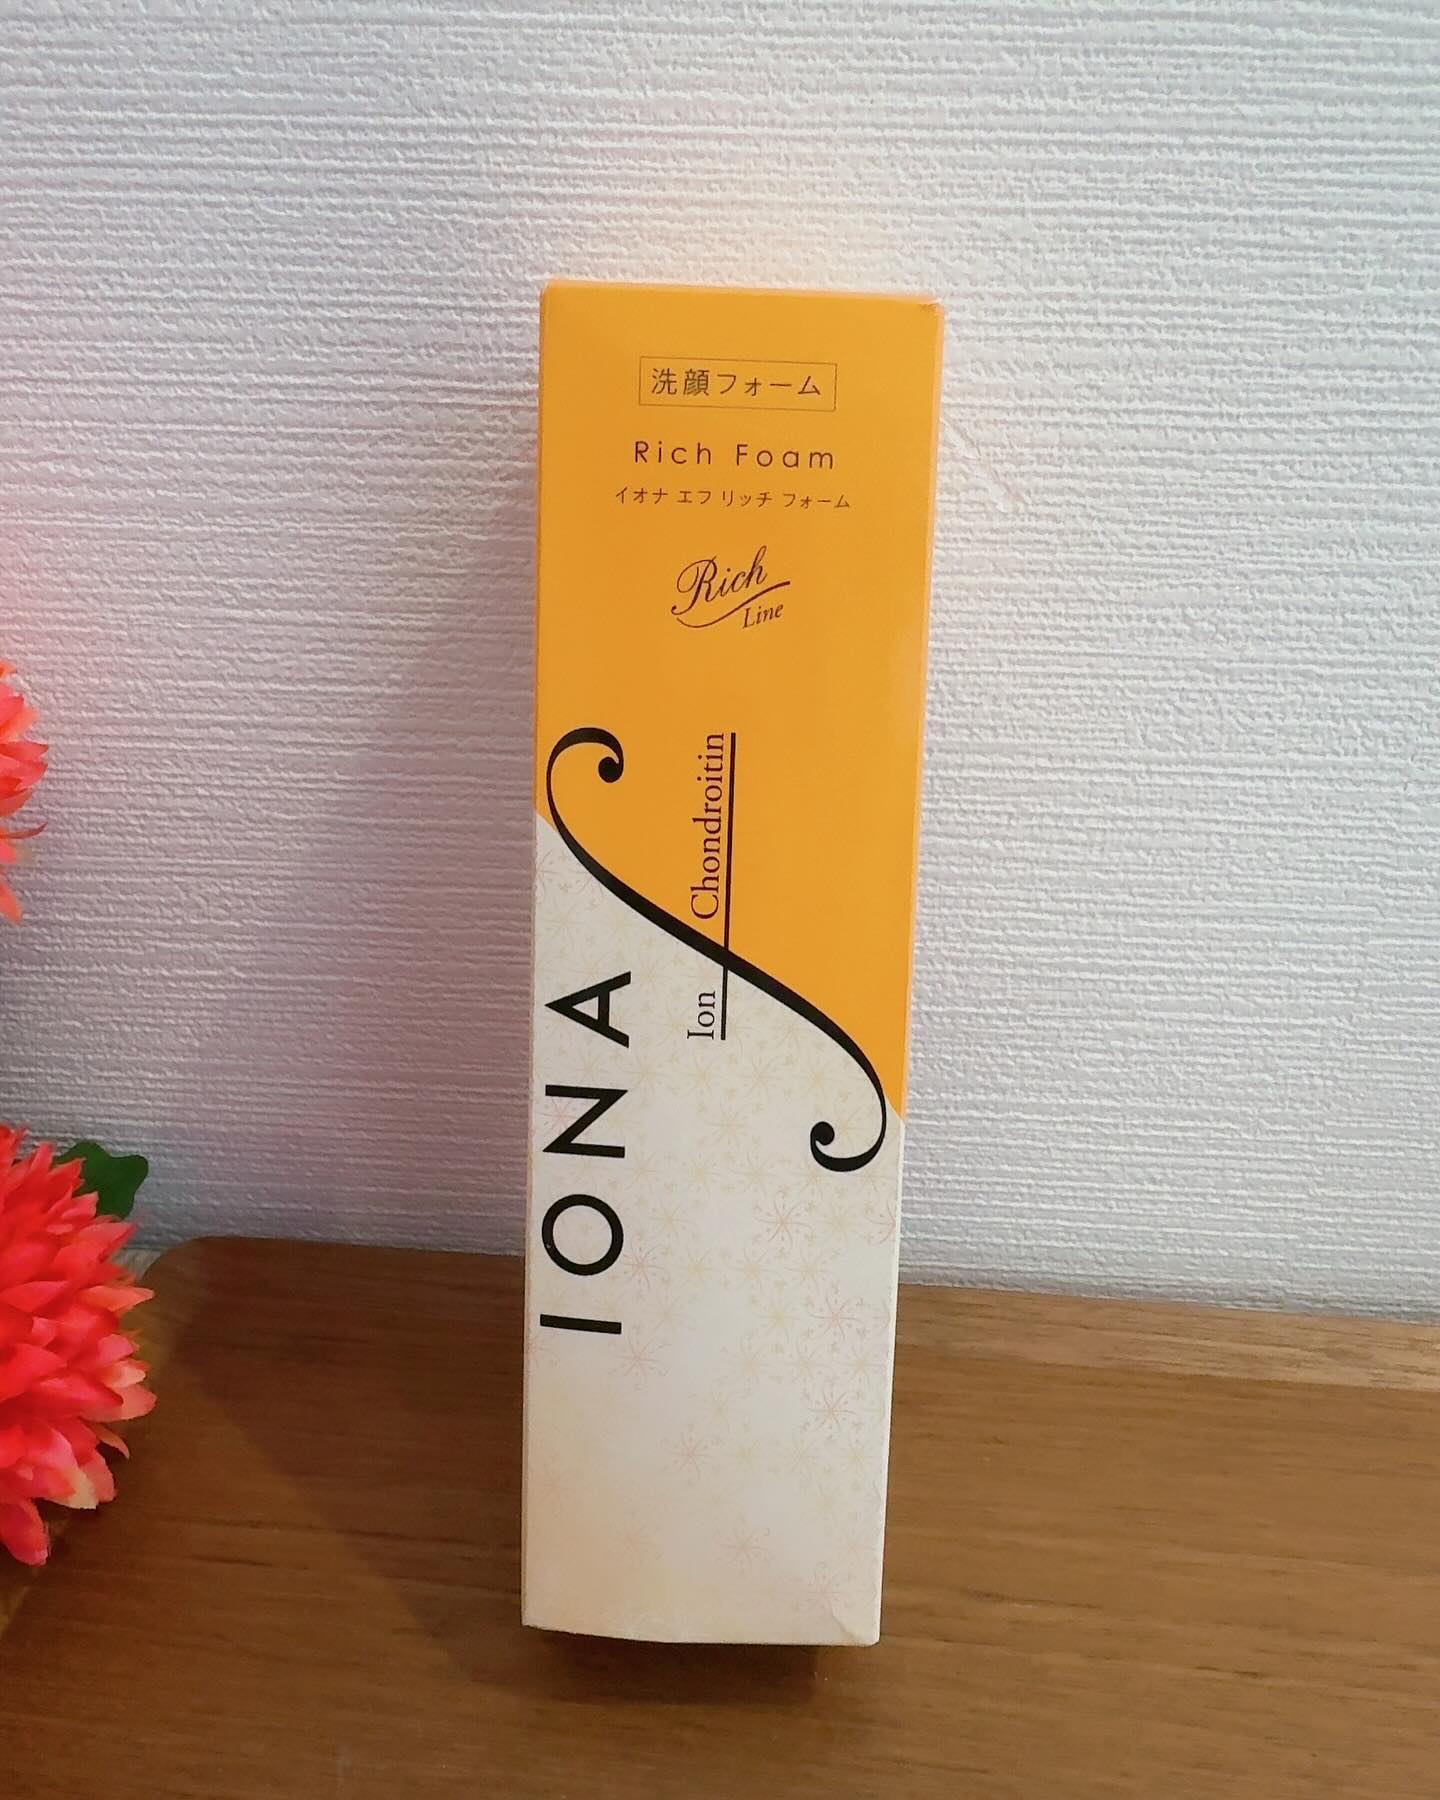 洗顔フォーム
Rich Foam
イオナ エフ リッチ フォーム
Rich
Line
Ion Chondroitin
IONA